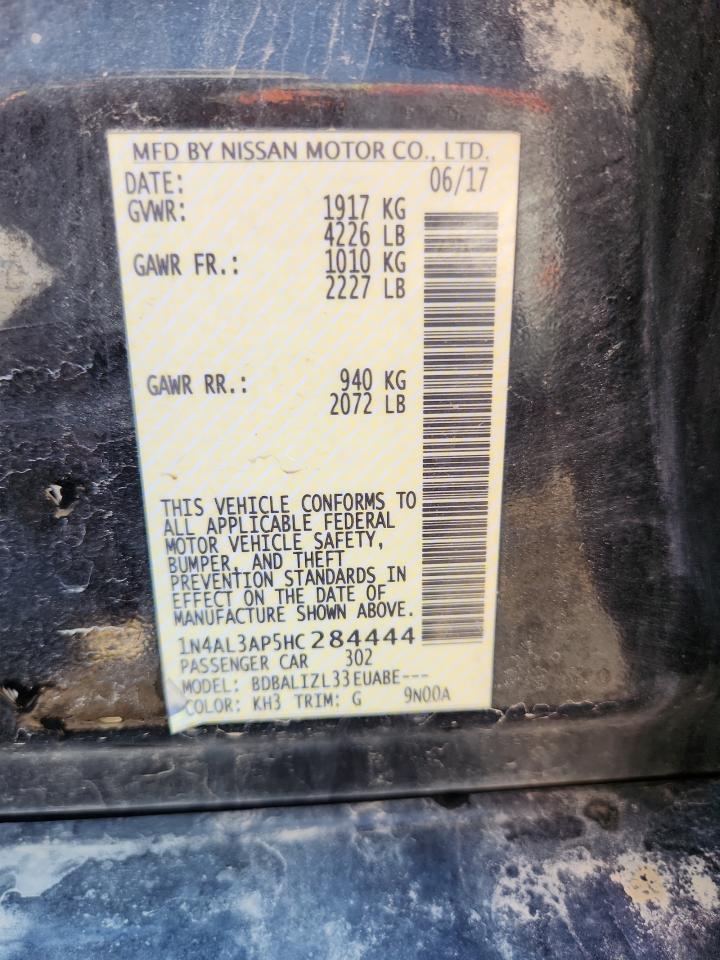 MFD BY NISSAN MOTOR CO., LTD.
DATE: 06/17
GVWR: 1917 KG
4226 LB
GAWR FR.: 1010 KG
2227 LB
GAWR RR.: 940 KG
2072 LB
THIS VEHICLE CONFORMS TO
ALL APPLICABLE FEDERAL
MOTOR VEHICLE SAFETY,
BUMPER, AND THEFT
PREVENTION STANDARDS IN
EFFECT ON THE DATE OF
MANUFACTURE SHOWN ABOVE.
1N4AL3AP5HC284444
PASSENGER CAR 302
MODEL: BDBALIZL33EUABE---
COLOR: KH3 TRIM: G 9N00A